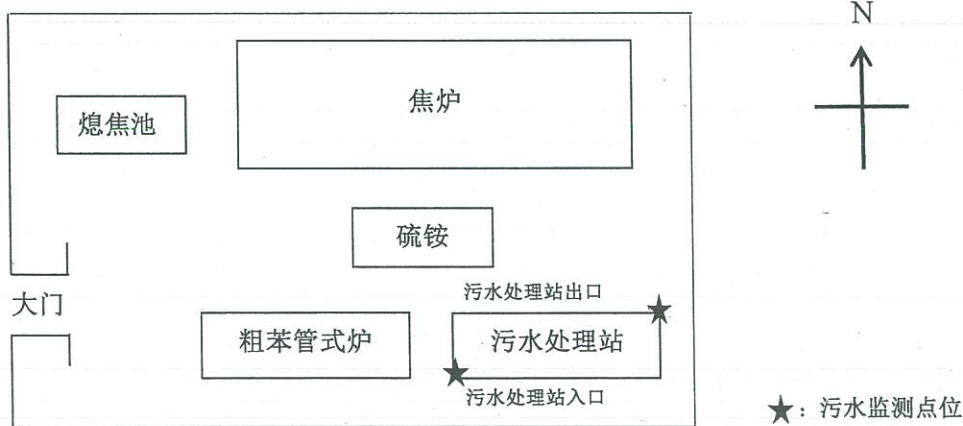 N
焦炉
熄焦池
硫铵
污水处理站出口
大门
粗苯管式炉
污水处理站
污水处理站入口
★：污水监测点位